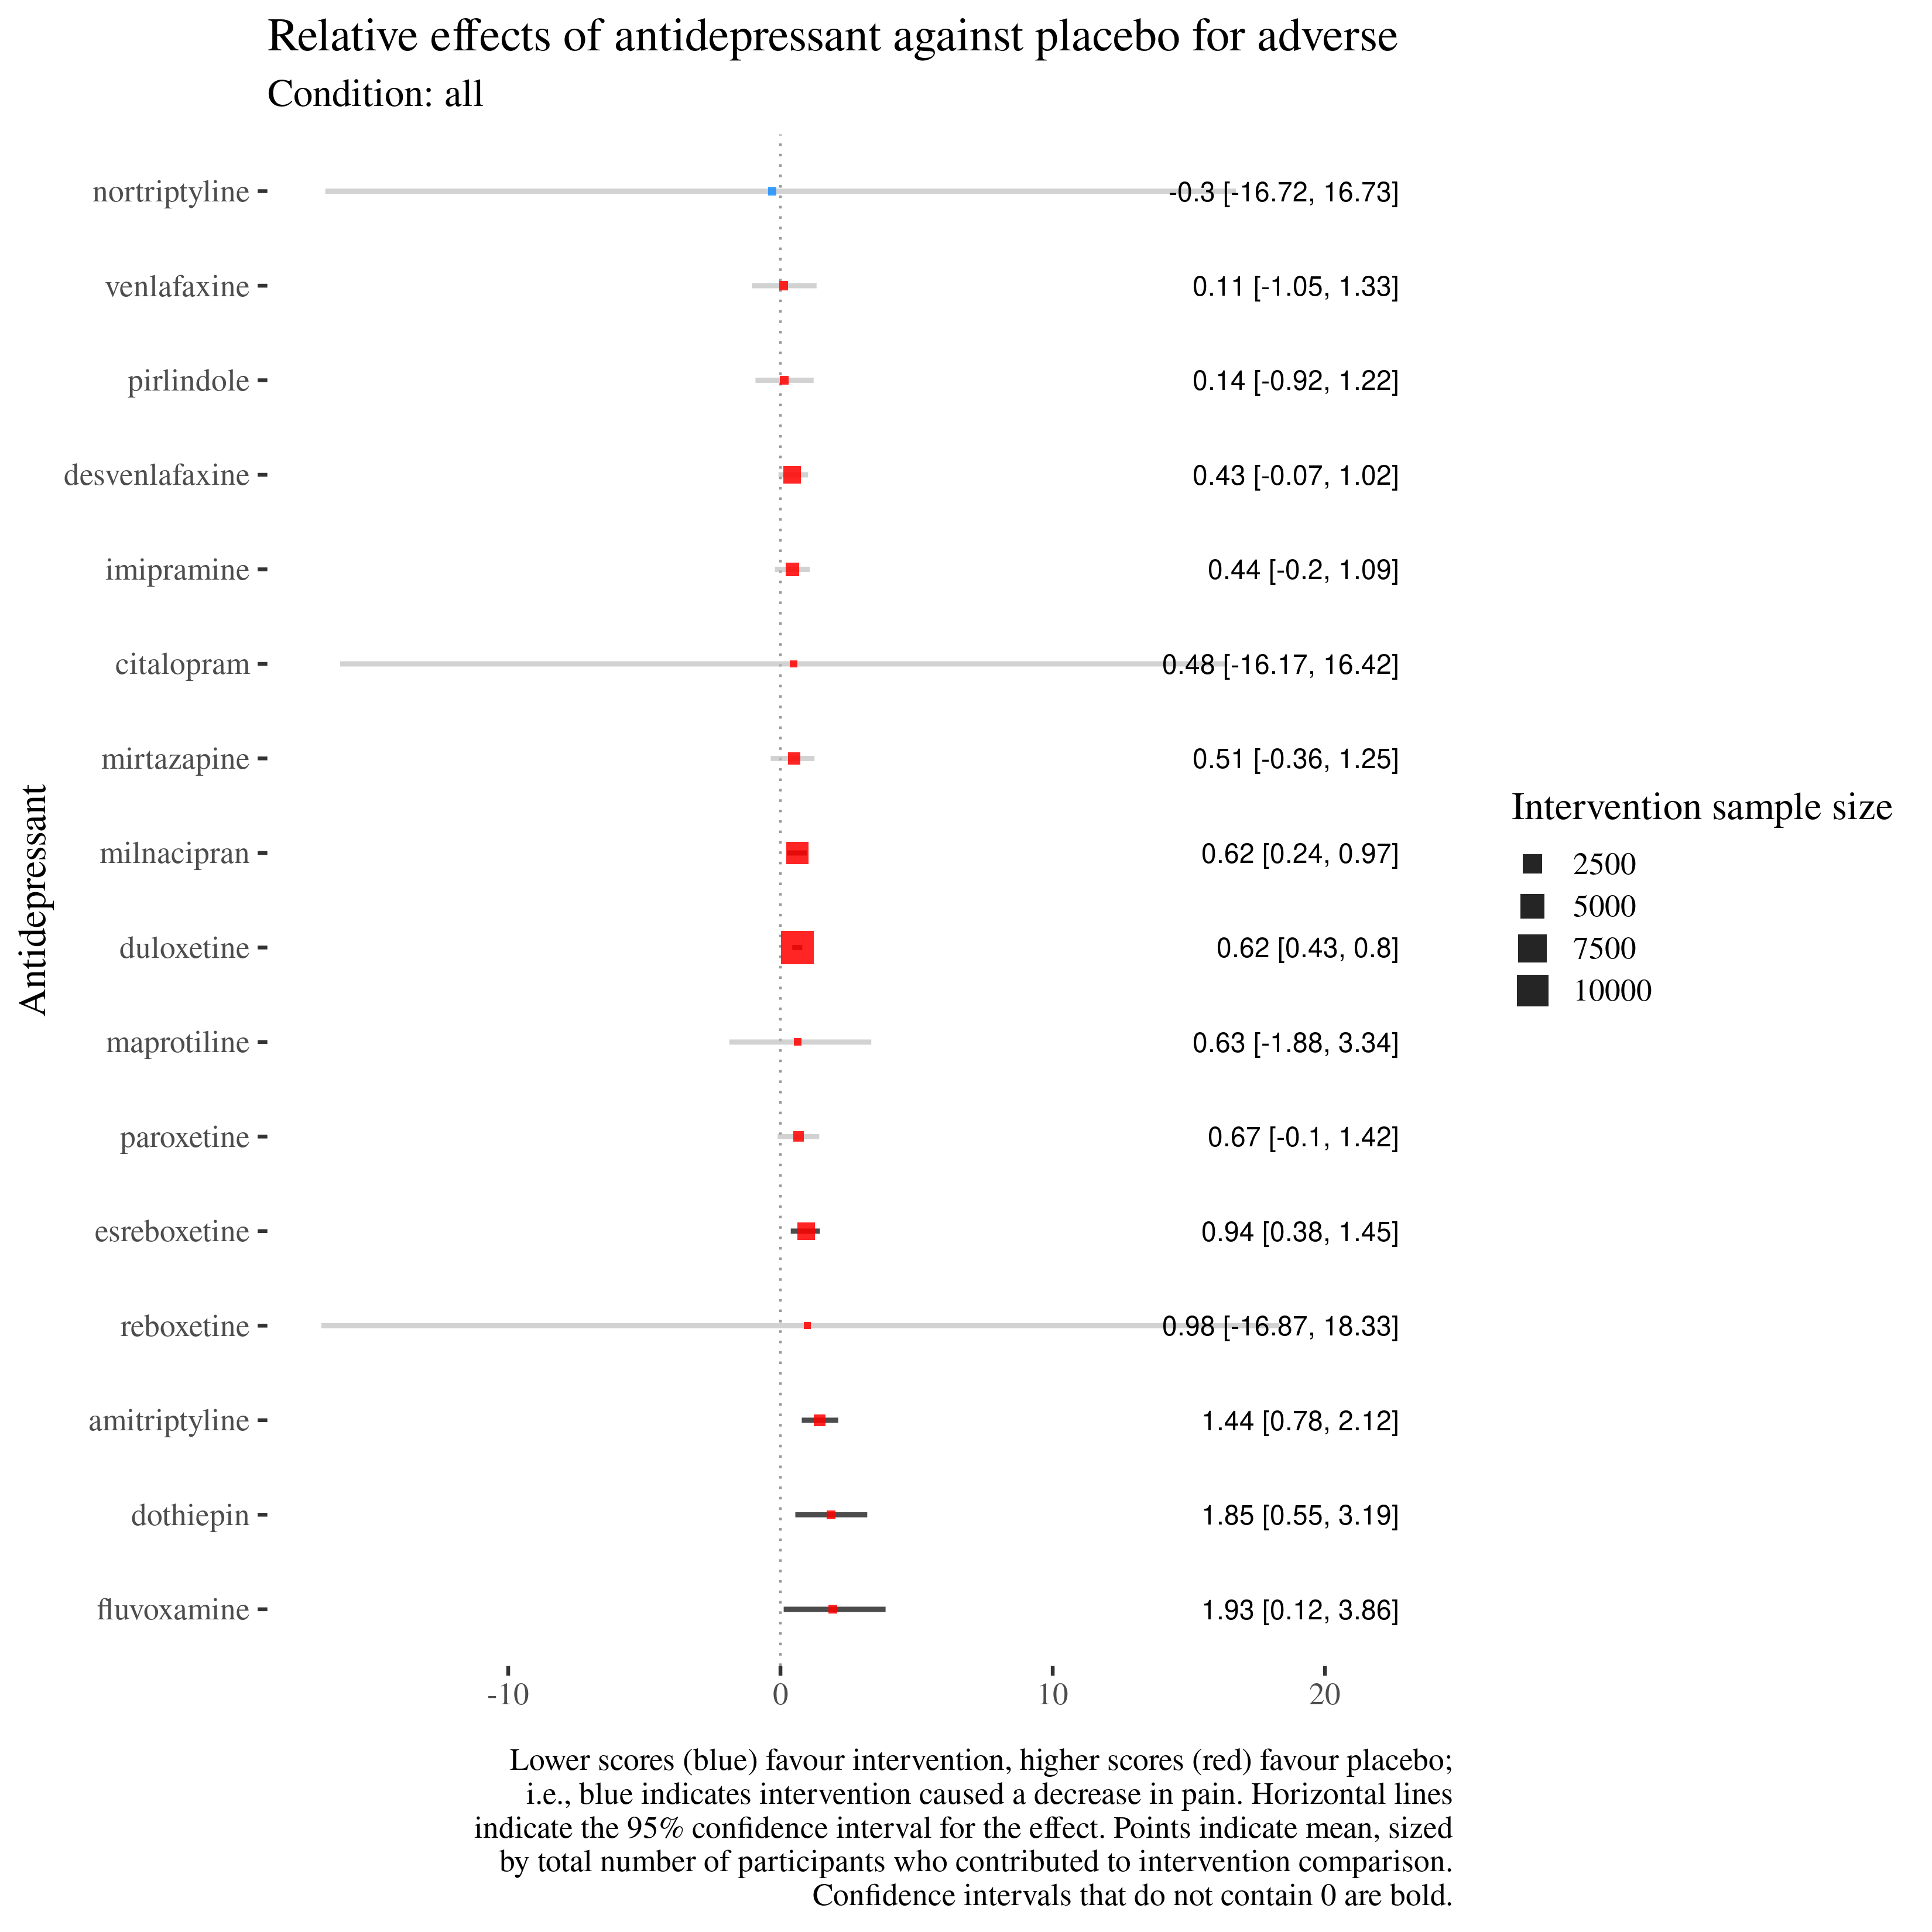 Relative effects of antidepressant against placebo for adverse
Condition: all
nortriptyline -0.3 [-16.72, 16.73]
venlafaxine 0.11 [-1.05, 1.33]
pirlindole 0.14 [-0.92, 1.22]
desvenlafaxine 0.43 [-0.07, 1.02]
imipramine 0.44 [-0.2, 1.09]
citalopram 0.48 [-16.17, 16.42]
mirtazapine 0.51 [-0.36, 1.25]
milnacipran 0.62 [0.24, 0.97]
duloxetine 0.62 [0.43, 0.8]
maprotiline 0.63 [-1.88, 3.34]
paroxetine 0.67 [-0.1, 1.42]
esreboxetine 0.94 [0.38, 1.45]
reboxetine 0.98 [-16.87, 18.33]
amitriptyline 1.44 [0.78, 2.12]
dothiepin 1.85 [0.55, 3.19]
fluvoxamine 1.93 [0.12, 3.86]
Antidepressant
-10 0 10 20
Intervention sample size
2500
5000
7500
10000
Lower scores (blue) favour intervention, higher scores (red) favour placebo;
i.e., blue indicates intervention caused a decrease in pain. Horizontal lines
indicate the 95% confidence interval for the effect. Points indicate mean, sized
by total number of participants who contributed to intervention comparison.
Confidence intervals that do not contain 0 are bold.